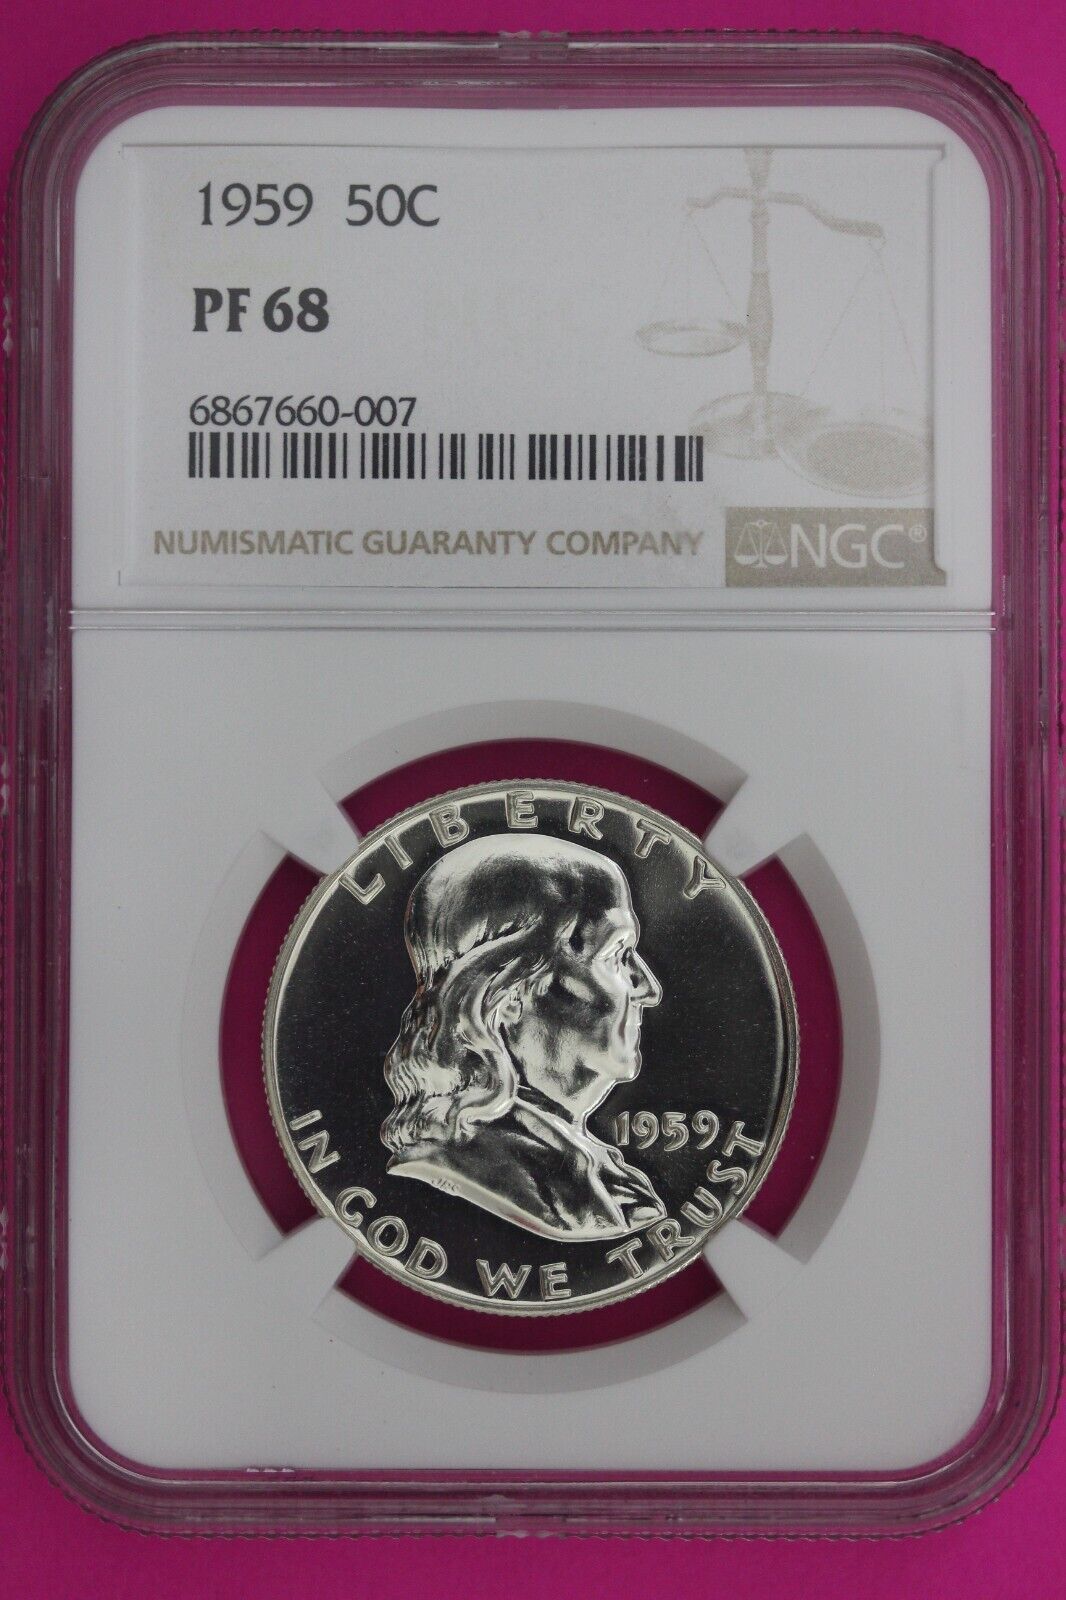 1959 50C
PF 68
6867660-007
NUMISMATIC GUARANTY COMPANY
NGC®
LIBERTY
1959
IN GOD WE TRUST